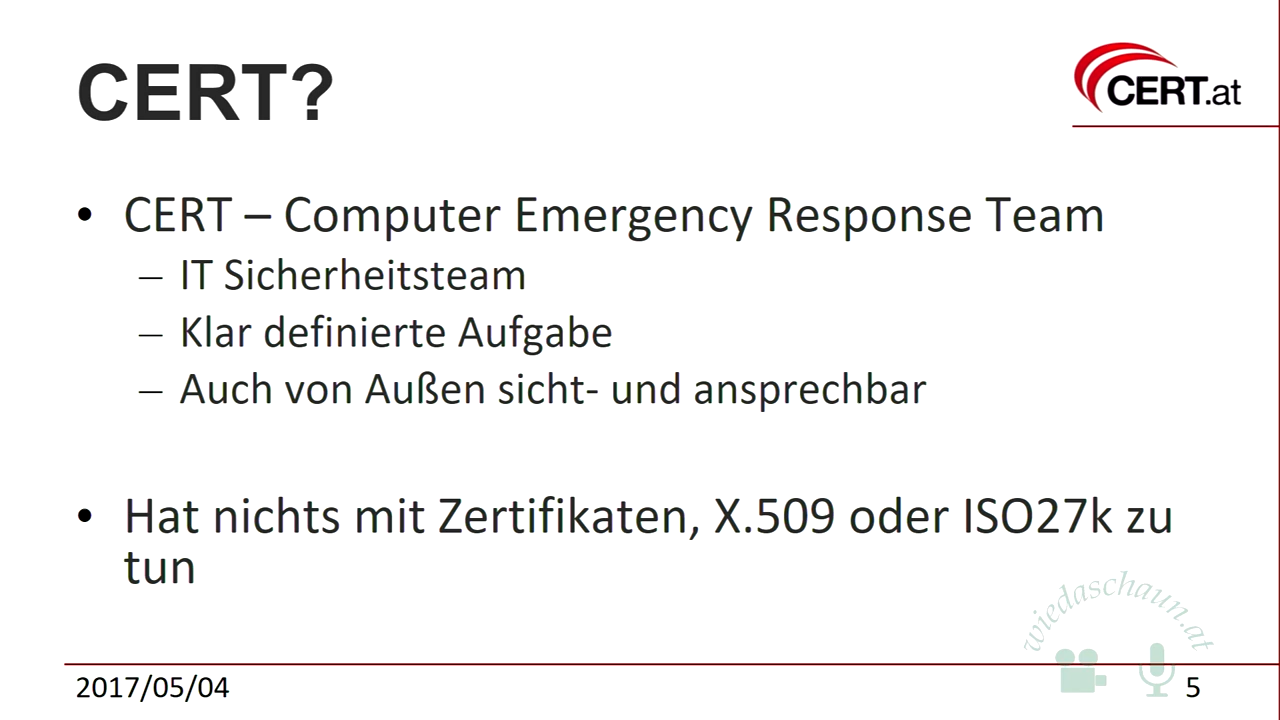 CERT?
CERT.at
• CERT – Computer Emergency Response Team
– IT Sicherheitsteam
– Klar definierte Aufgabe
– Auch von Außen sicht- und ansprechbar
• Hat nichts mit Zertifikaten, X.509 oder ISO27k zu
tun
wiedaschaun.at
2017/05/04
5